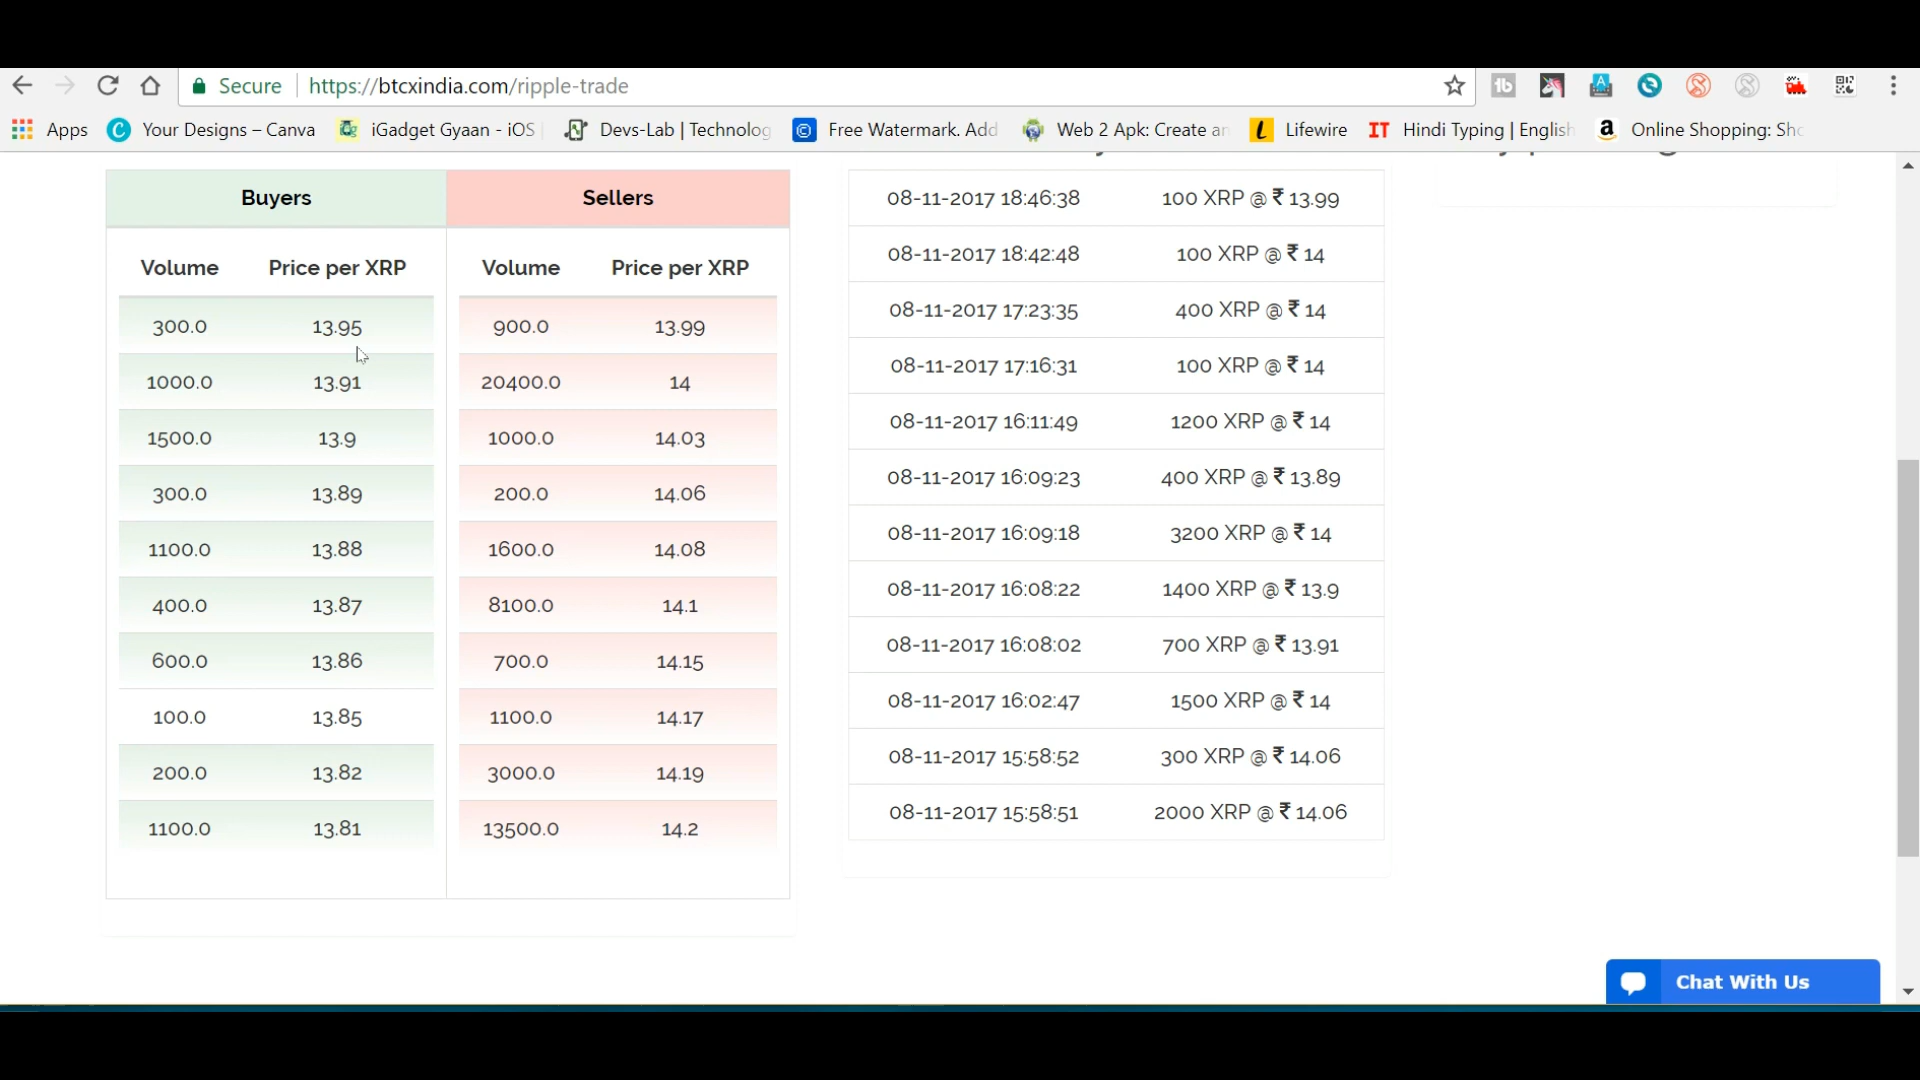 Secure https://btcxindia.com/ripple-trade
Apps Your Designs – Canva iGadget Gyaan - iOS Devs-Lab | Technolog Free Watermark. Add Web 2 Apk: Create an Lifewire IT Hindi Typing | English Online Shopping: Sho
Buyers Sellers
Volume Price per XRP Volume Price per XRP
300.0 13.95 900.0 13.99
1000.0 13.91 20400.0 14
1500.0 13.9 1000.0 14.03
300.0 13.89 200.0 14.06
1100.0 13.88 1600.0 14.08
400.0 13.87 8100.0 14.1
600.0 13.86 700.0 14.15
100.0 13.85 1100.0 14.17
200.0 13.82 3000.0 14.19
1100.0 13.81 13500.0 14.2
08-11-2017 18:46:38 100 XRP @ ₹ 13.99
08-11-2017 18:42:48 100 XRP @ ₹ 14
08-11-2017 17:23:35 400 XRP @ ₹ 14
08-11-2017 17:16:31 100 XRP @ ₹ 14
08-11-2017 16:11:49 1200 XRP @ ₹ 14
08-11-2017 16:09:23 400 XRP @ ₹ 13.89
08-11-2017 16:09:18 3200 XRP @ ₹ 14
08-11-2017 16:08:22 1400 XRP @ ₹ 13.9
08-11-2017 16:08:02 700 XRP @ ₹ 13.91
08-11-2017 16:02:47 1500 XRP @ ₹ 14
08-11-2017 15:58:52 300 XRP @ ₹ 14.06
08-11-2017 15:58:51 2000 XRP @ ₹ 14.06
Chat With Us